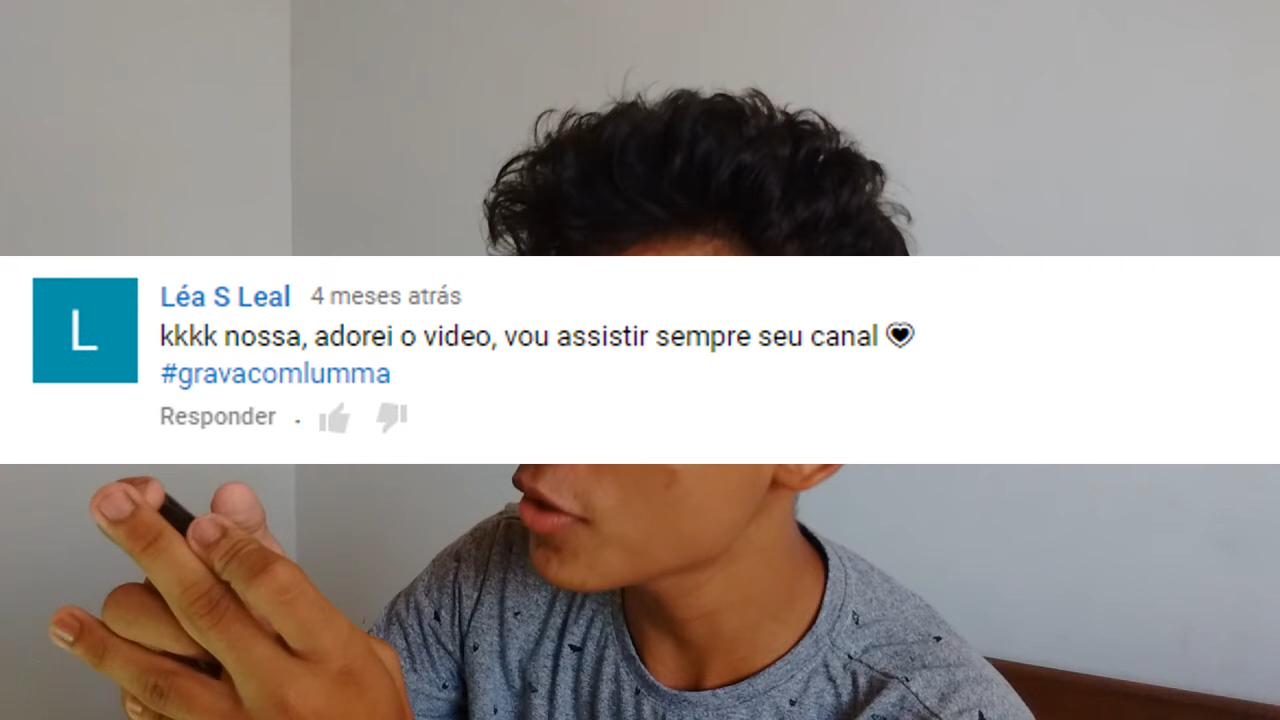 L
Léa S Leal 4 meses atrás
kkkk nossa, adorei o video, vou assistir sempre seu canal 💗
#gravacomlumma
Responder .